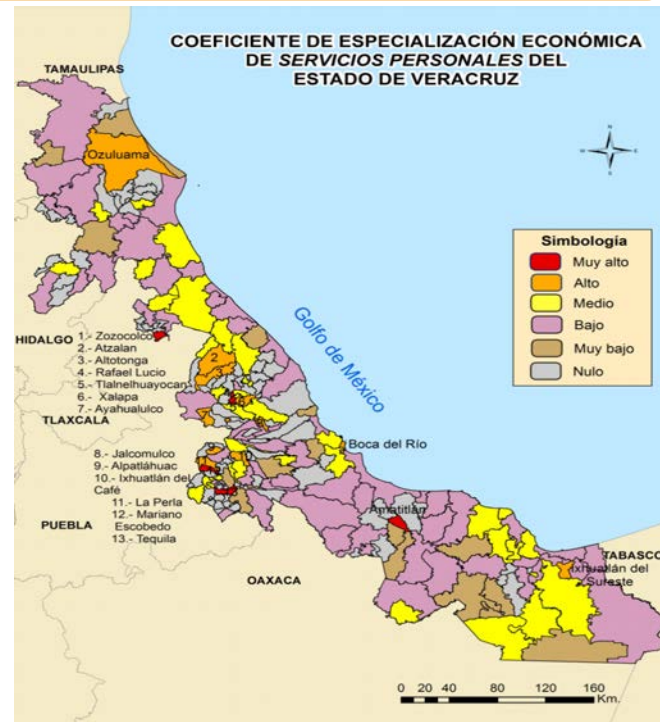 COEFICIENTE DE ESPECIALIZACIÓN ECONÓMICA
DE SERVICIOS PERSONALES DEL
ESTADO DE VERACRUZ
TAMAULIPAS
Ozuluama
Simbología
Muy alto
Alto
Medio
Bajo
Muy bajo
Nulo
Golfo de México
HIDALGO
1.- Zozocolco
2.- Atzalan
3.- Altotonga
4.- Rafael Lucio
5.- Tlalnelhuayocan
6.- Xalapa
7.- Ayahualulco
TLAXCALA
2
3
8.- Jalcomulco
9.- Alpatláhuac
10.- Ixhuatlán del
Café
11.- La Perla
12.- Mariano
Escobedo
13.- Tequila
Boca del Río
PUEBLA
Amatitlán
OAXACA
TABASCO
Ixhuatlán del
Sureste
0 20 40 80 120 160
Km.